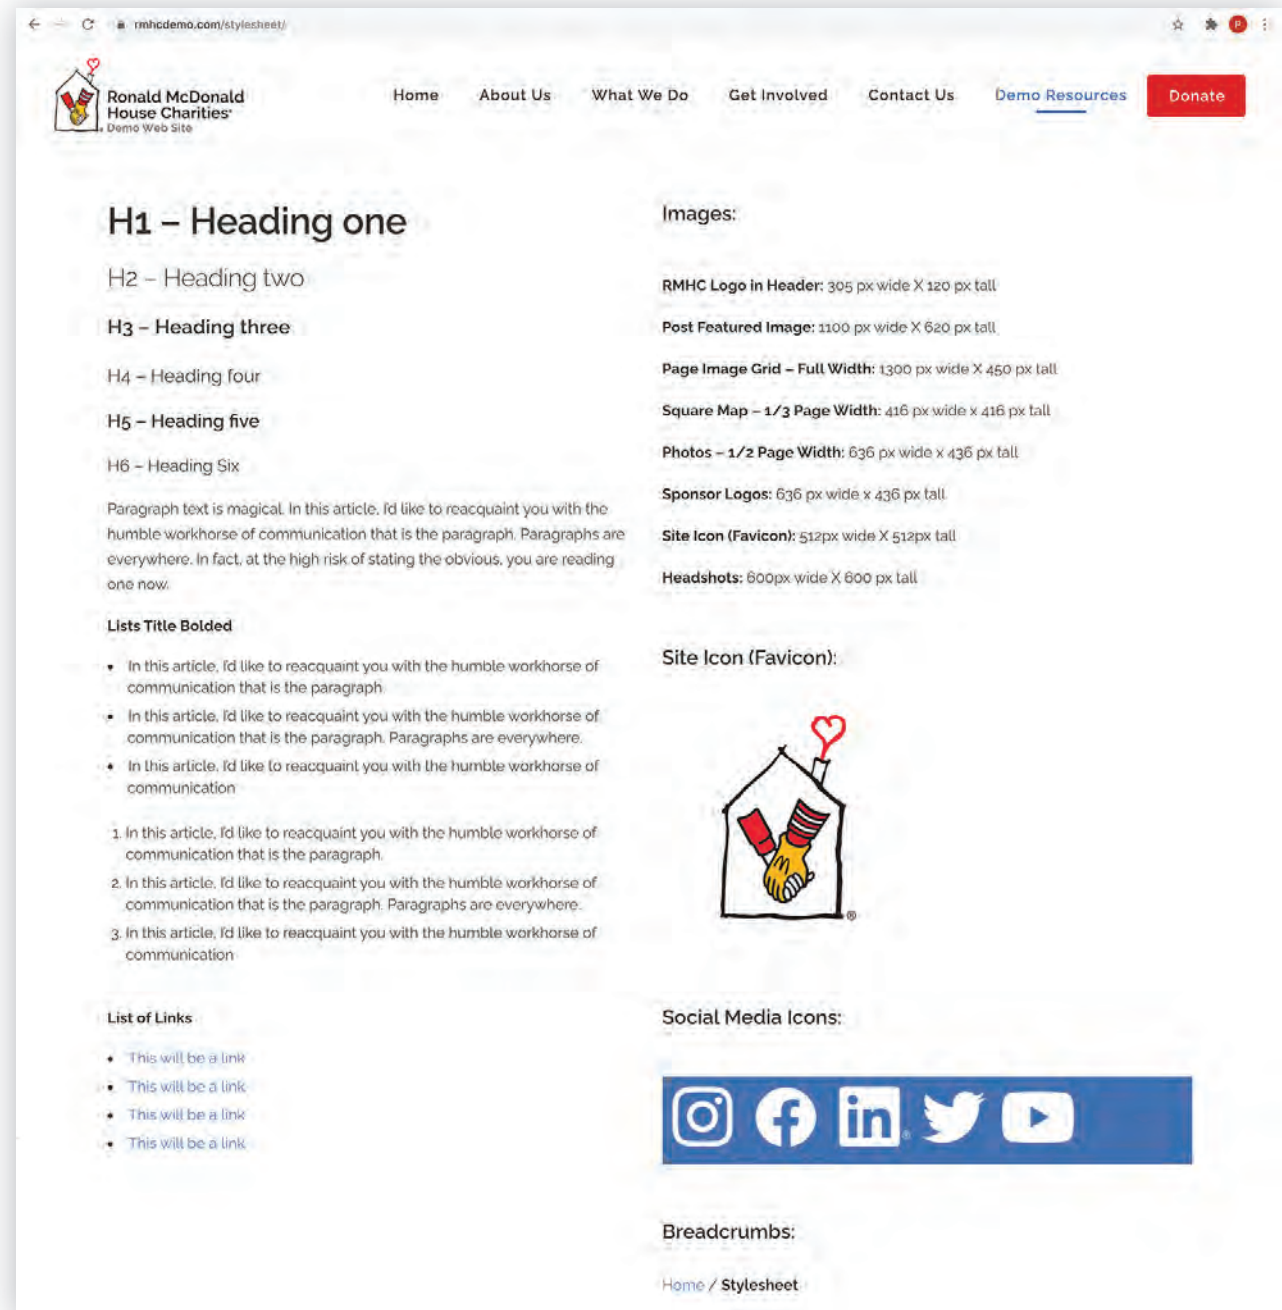 rmhcdemo.com/stylesheet/
P
Ronald McDonald
House Charities®
Demo Web Site
Home
About Us
What We Do
Get Involved
Contact Us
Demo Resources
Donate
H1 – Heading one
H2 – Heading two
H3 – Heading three
H4 – Heading four
H5 – Heading five
H6 – Heading Six
Paragraph text is magical. In this article, I'd like to reacquaint you with the
humble workhorse of communication that is the paragraph. Paragraphs are
everywhere. In fact, at the high risk of stating the obvious, you are reading
one now.
Lists Title Bolded
• In this article, I'd like to reacquaint you with the humble workhorse of
communication that is the paragraph
• In this article, I'd like to reacquaint you with the humble workhorse of
communication that is the paragraph. Paragraphs are everywhere.
• In this article, I'd like to reacquaint you with the humble workhorse of
communication
1. In this article, I'd like to reacquaint you with the humble workhorse of
communication that is the paragraph.
2. In this article, I'd like to reacquaint you with the humble workhorse of
communication that is the paragraph. Paragraphs are everywhere.
3. In this article, I'd like to reacquaint you with the humble workhorse of
communication
List of Links
• This will be a link
• This will be a link
• This will be a link
• This will be a link
Images:
RMHC Logo in Header: 305 px wide X 120 px tall
Post Featured Image: 1100 px wide X 620 px tall
Page Image Grid – Full Width: 1300 px wide X 450 px tall
Square Map – 1/3 Page Width: 416 px wide x 416 px tall
Photos – 1/2 Page Width: 636 px wide x 436 px tall
Sponsor Logos: 636 px wide x 436 px tall
Site Icon (Favicon): 512px wide X 512px tall
Headshots: 600px wide X 600 px tall
Site Icon (Favicon):
®
Social Media Icons:
in®
Breadcrumbs:
Home / Stylesheet